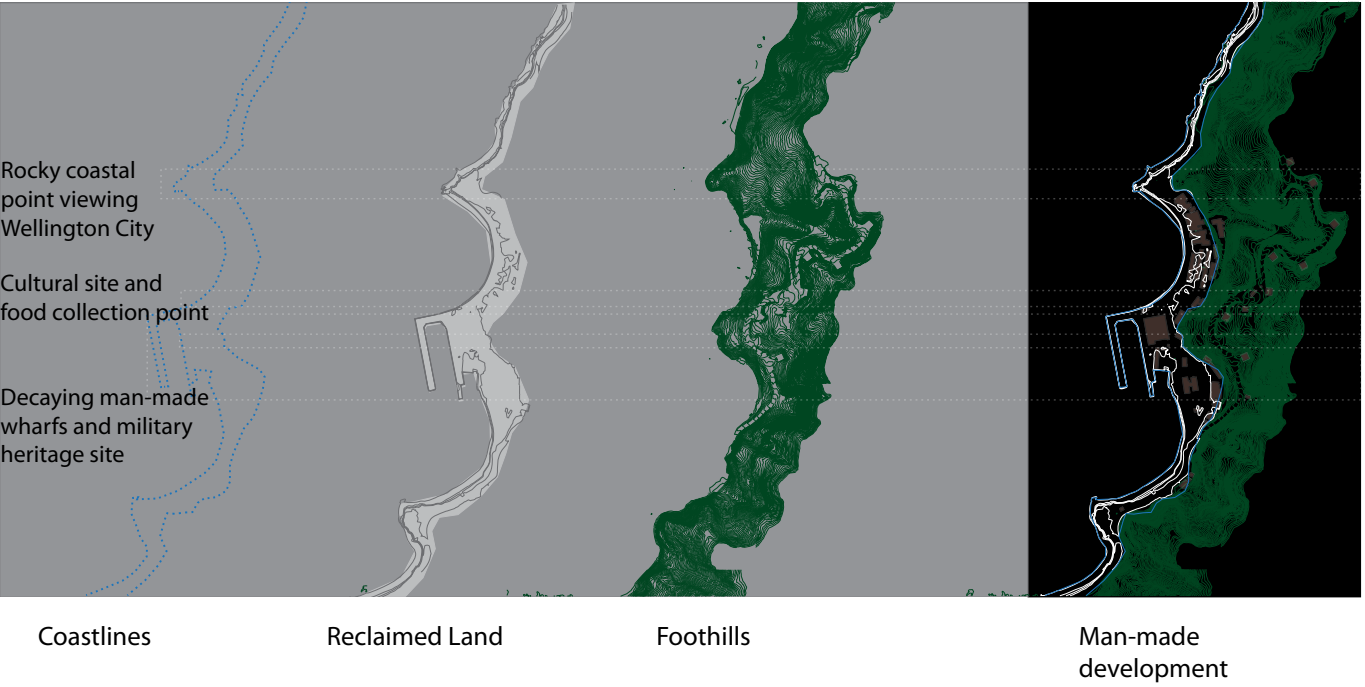 Rocky coastal
point viewing
Wellington City
Cultural site and
food collection point
Decaying man-made
wharfs and military
heritage site
Coastlines
Reclaimed Land
Foothills
Man-made
development